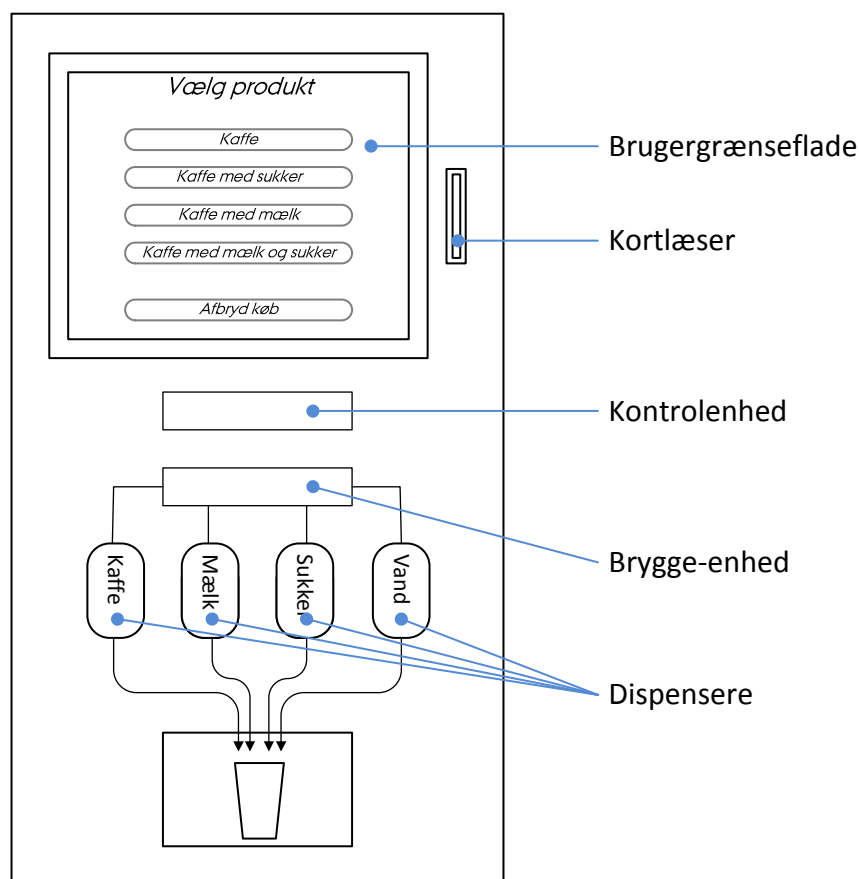 Vælg produkt
Kaffe
Kaffe med sukker
Kaffe med mælk
Kaffe med mælk og sukker
Afbryd køb
Brugergrænseflade
Kortlæser
Kontrolenhed
Brygge-enhed
Kaffe
Mælk
Sukker
Vand
Dispensere